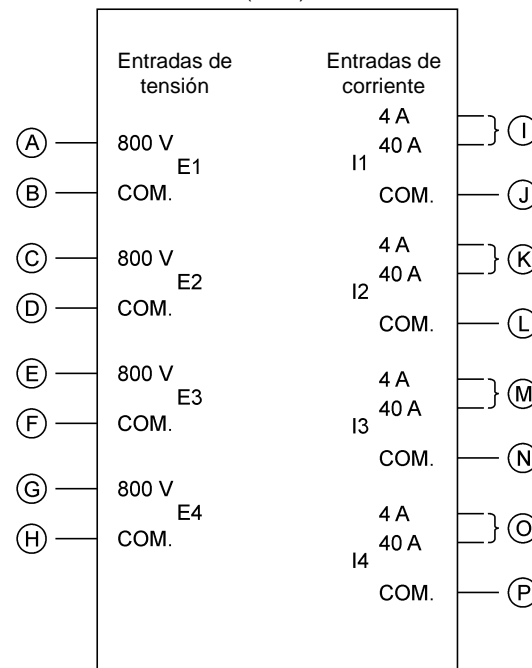 Entradas de
tensión
Entradas de
corriente
A
800 V
E1
B
COM.
C
800 V
E2
D
COM.
E
800 V
E3
F
COM.
G
800 V
E4
H
COM.
4 A
40 A
I
I1
COM.
J
4 A
40 A
K
I2
COM.
L
4 A
40 A
M
I3
COM.
N
4 A
40 A
O
I4
COM.
P